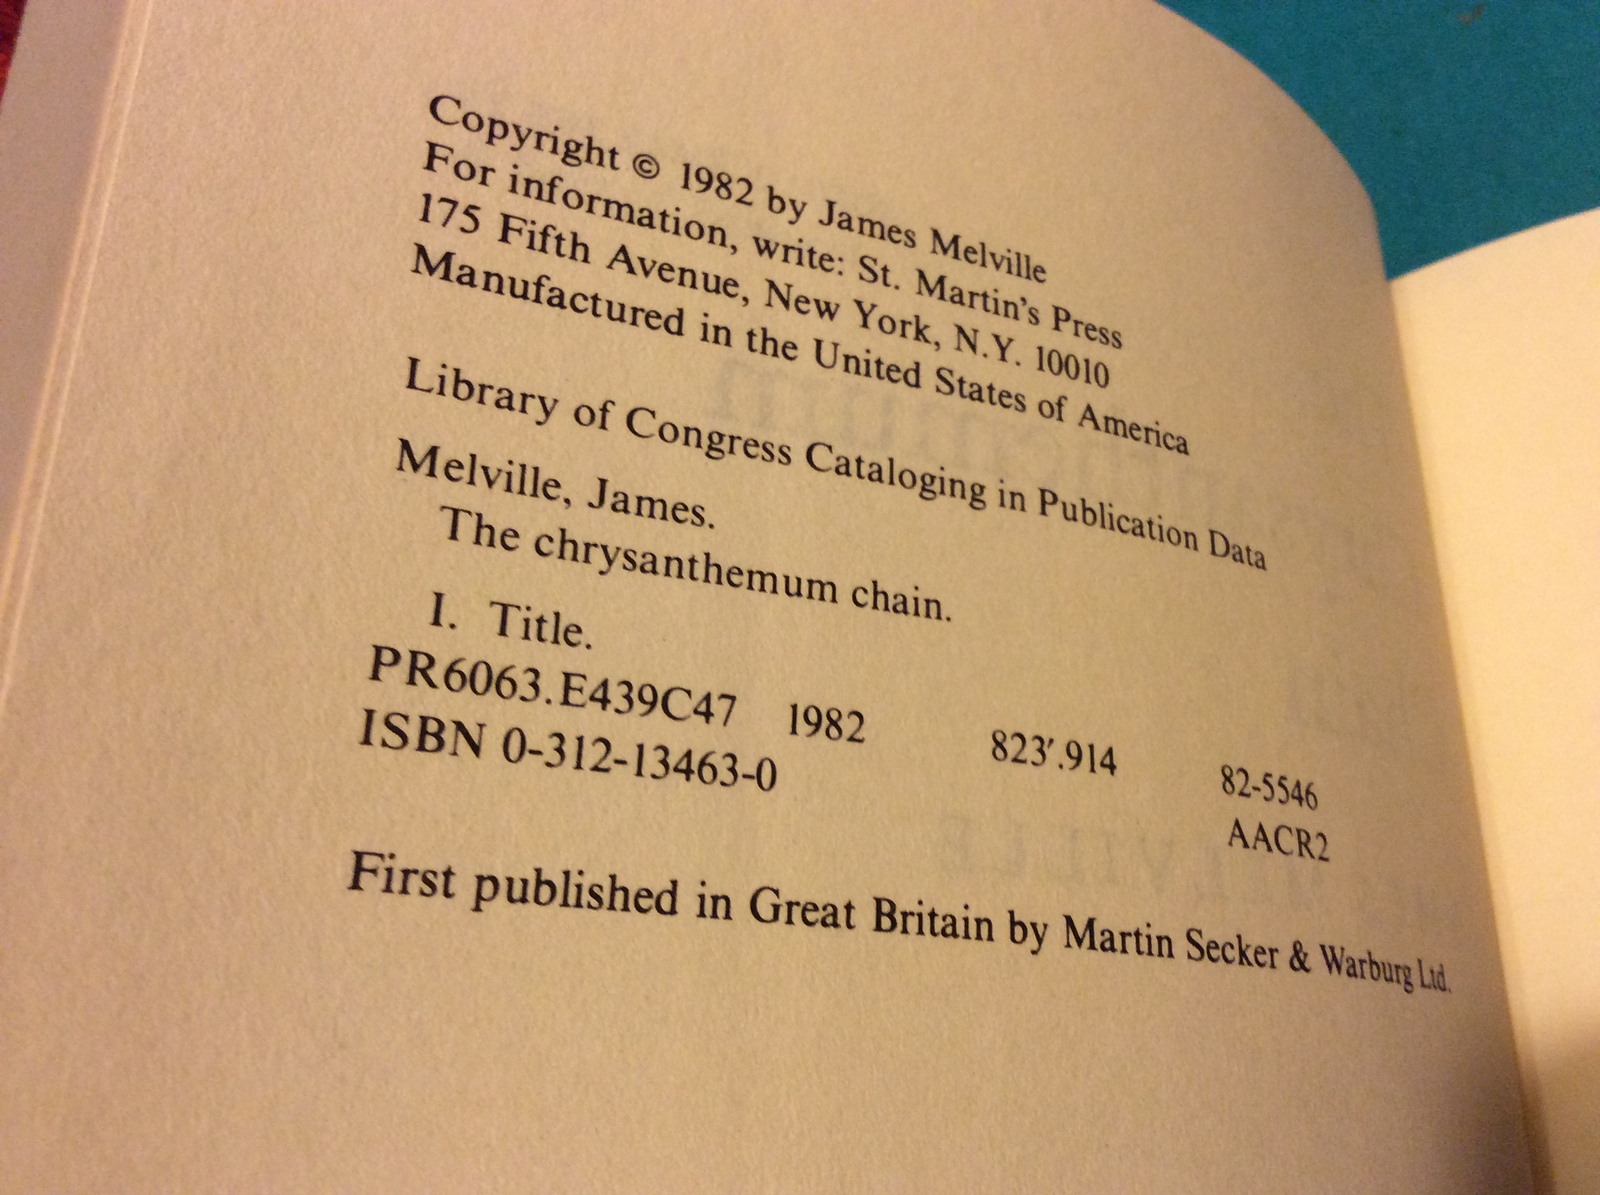 Copyright © 1982 by James Melville
For information, write: St. Martin's Press
175 Fifth Avenue, New York, N.Y. 10010
Manufactured in the United States of America
Library of Congress Cataloging in Publication Data
Melville, James.
The chrysanthemum chain.
I. Title.
PR6063.E439C47 1982 823′.914 82-5546
ISBN 0-312-13463-0 AACR2
First published in Great Britain by Martin Secker & Warburg Ltd.